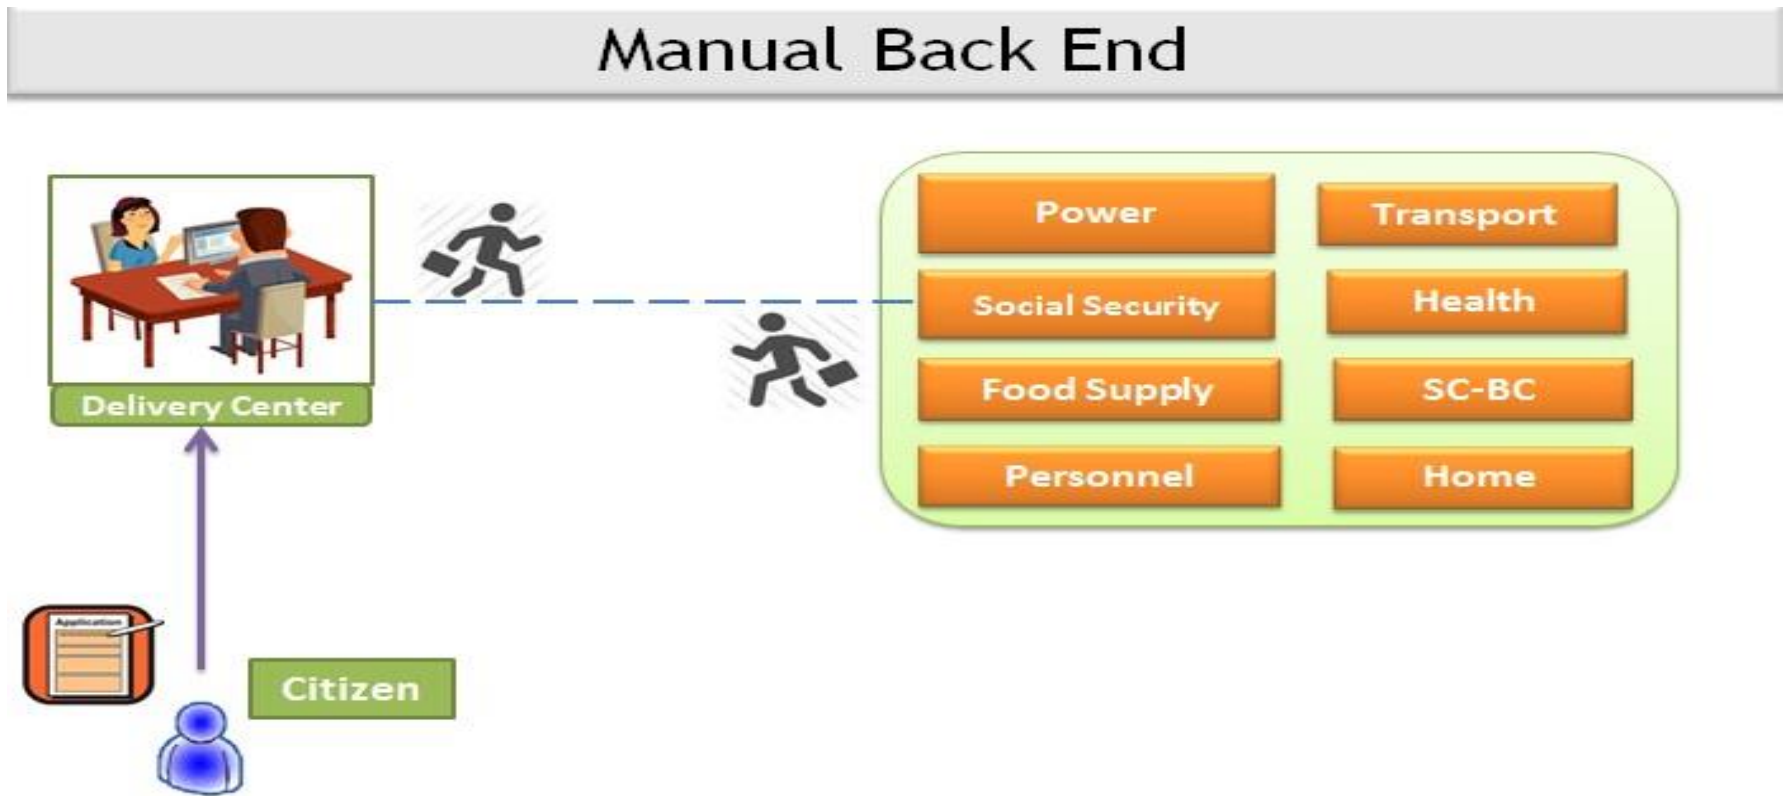 Manual Back End
Power
Transport
Social Security
Health
Delivery Center
Food Supply
SC-BC
Personnel
Home
Application
Citizen